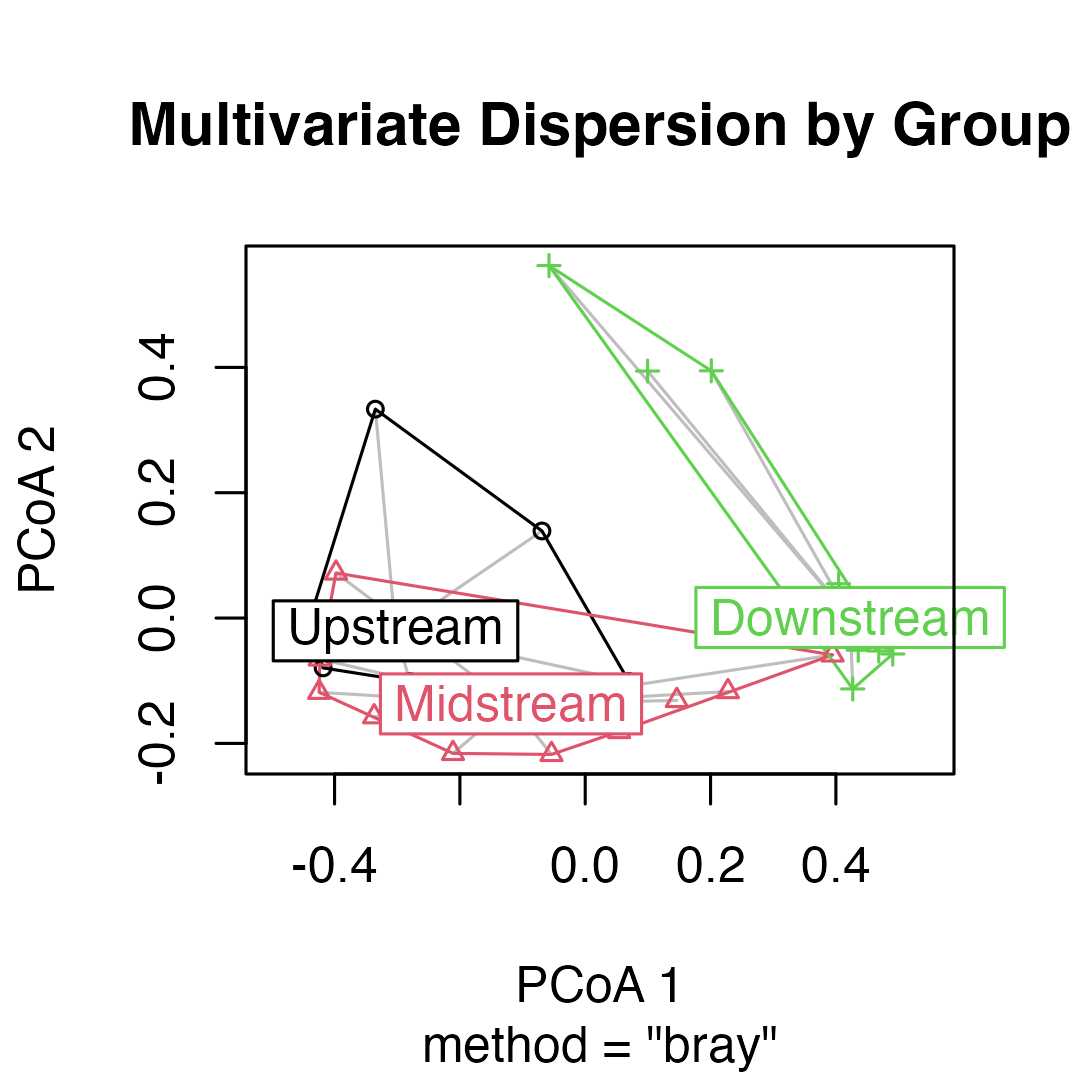 Multivariate Dispersion by Group
PCoA 2
0.4
0.2
0.0
-0.2
Upstream
Midstream
Downstream
-0.4
0.0
0.2
0.4
PCoA 1
method = "bray"